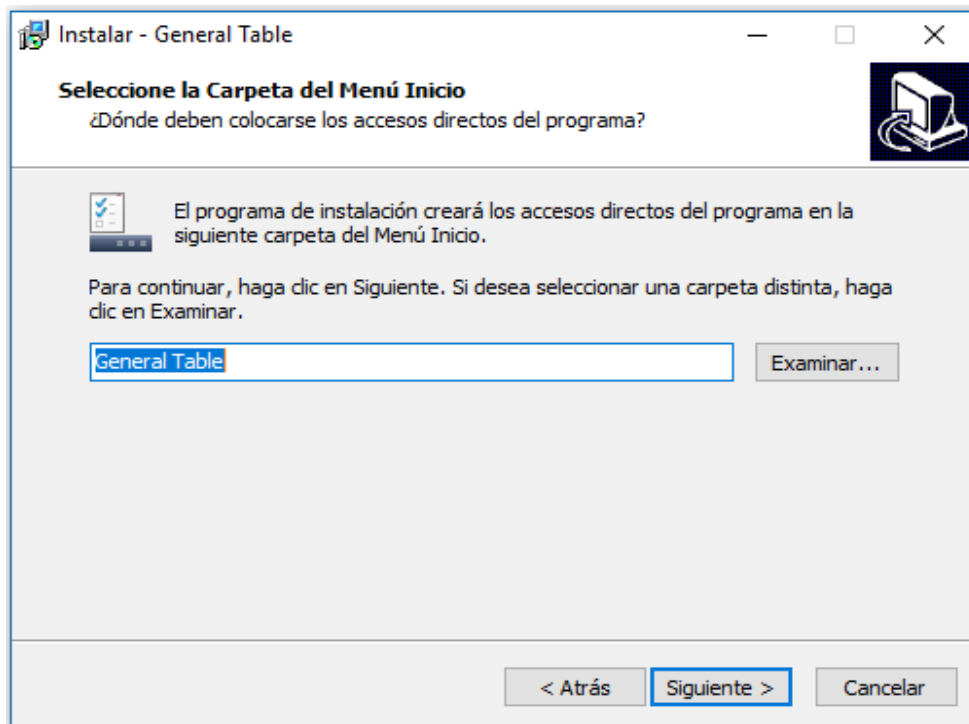 Instalar - General Table
Seleccione la Carpeta del Menú Inicio
¿Dónde deben colocarse los accesos directos del programa?
El programa de instalación creará los accesos directos del programa en la
siguiente carpeta del Menú Inicio.
Para continuar, haga clic en Siguiente. Si desea seleccionar una carpeta distinta, haga
clic en Examinar.
General Table
Examinar...
< Atrás
Siguiente >
Cancelar